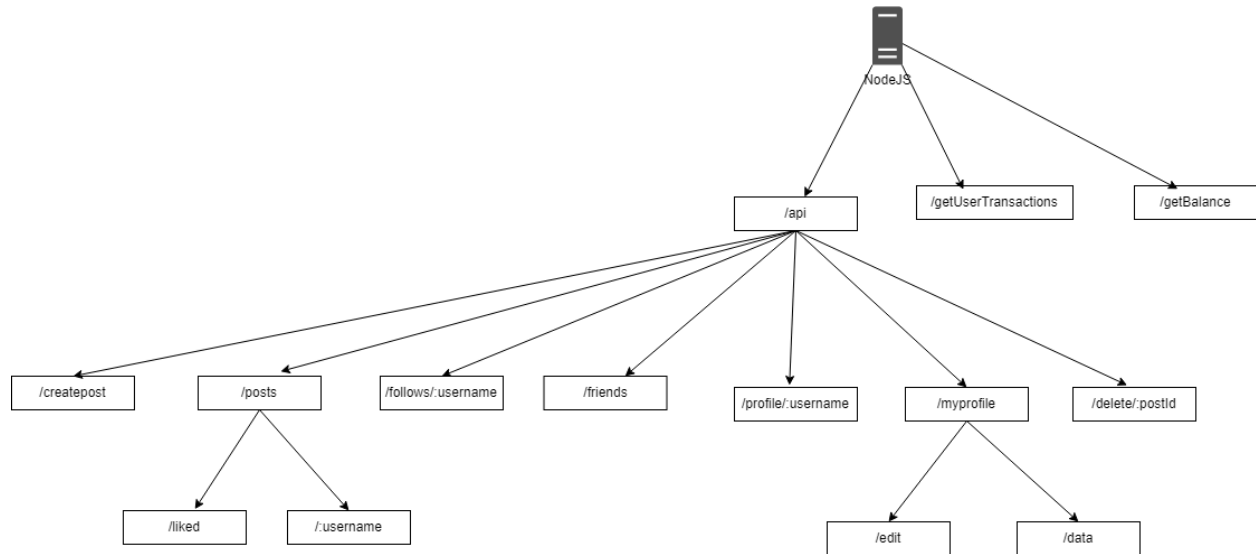 NodeJS
/api
/getUserTransactions
/getBalance
/createpost
/posts
/follows/:username
/friends
/profile/:username
/myprofile
/delete/:postId
/liked
/:username
/edit
/data